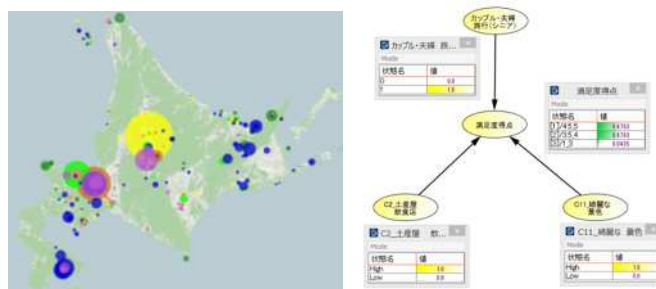 カップル・夫婦
旅行(シニア)
カップル・夫婦 旅...
Mode
状態名 値
0 0.0
1 1.0
満足度得点
Mode
状態名 値
満足度得点
C2_土産屋
飲食店
C11_綺麗な
景色
C2_土産屋 飲...
Mode
状態名 値
High 1.0
Low 0.0
C11_綺麗な 景色
Mode
状態名 値
High 1.0
Low 0.0